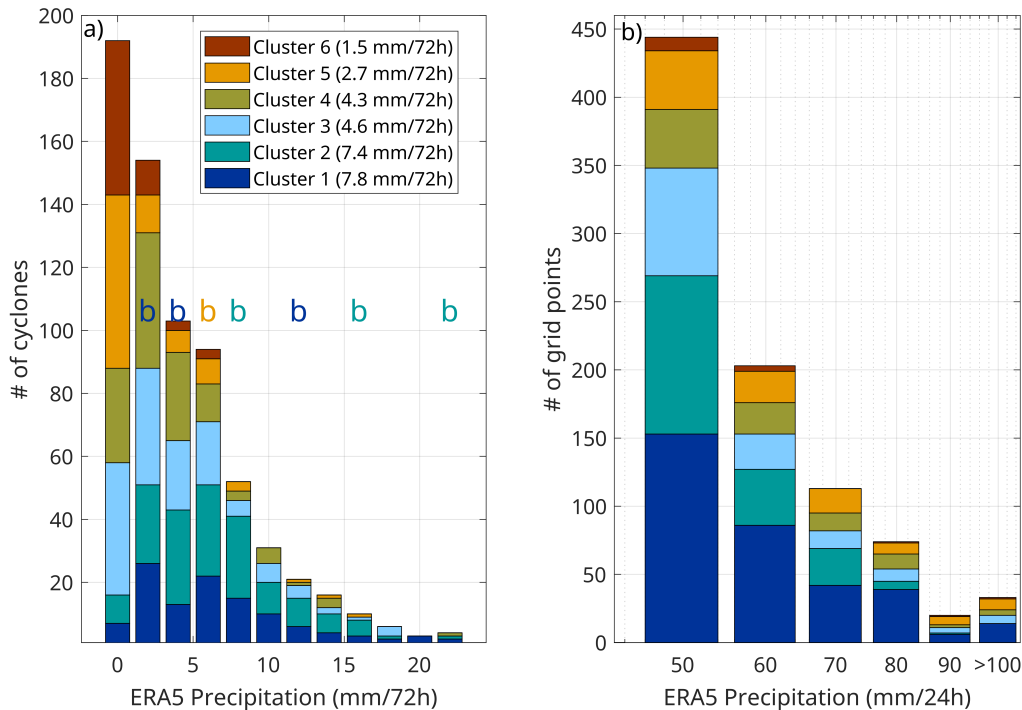 a)
200
180
160
140
120
100
80
60
40
20
# of cyclones
Cluster 6 (1.5 mm/72h)
Cluster 5 (2.7 mm/72h)
Cluster 4 (4.3 mm/72h)
Cluster 3 (4.6 mm/72h)
Cluster 2 (7.4 mm/72h)
Cluster 1 (7.8 mm/72h)
b b b b b b b
0 5 10 15 20
ERA5 Precipitation (mm/72h)
b)
450
400
350
300
250
200
150
100
50
0
# of grid points
50 60 70 80 90 >100
ERA5 Precipitation (mm/24h)